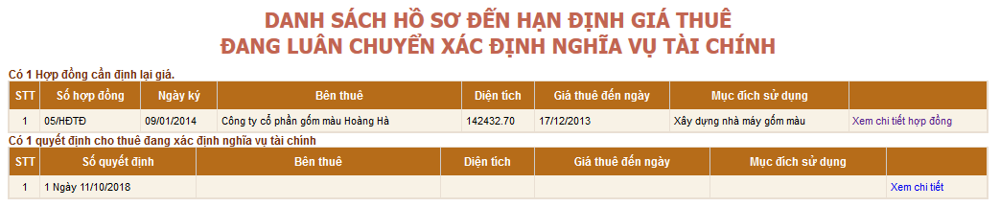 DANH SÁCH HỒ SƠ ĐẾN HẠN ĐỊNH GIÁ THUÊ
ĐANG LUÂN CHUYỂN XÁC ĐỊNH NGHĨA VỤ TÀI CHÍNH
Có 1 Hợp đồng cần định lại giá.
STT Số hợp đồng Ngày ký Bên thuê Diện tích Giá thuê đến ngày Mục đích sử dụng
1 05/HĐTĐ 09/01/2014 Công ty cổ phần gốm màu Hoàng Hà 142432.70 17/12/2013 Xây dựng nhà máy gốm màu Xem chi tiết hợp đồng
Có 1 quyết định cho thuê đang xác định nghĩa vụ tài chính
STT Số quyết định Bên thuê Diện tích Giá thuê đến ngày Mục đích sử dụng
1 1 Ngày 11/10/2018 Xem chi tiết